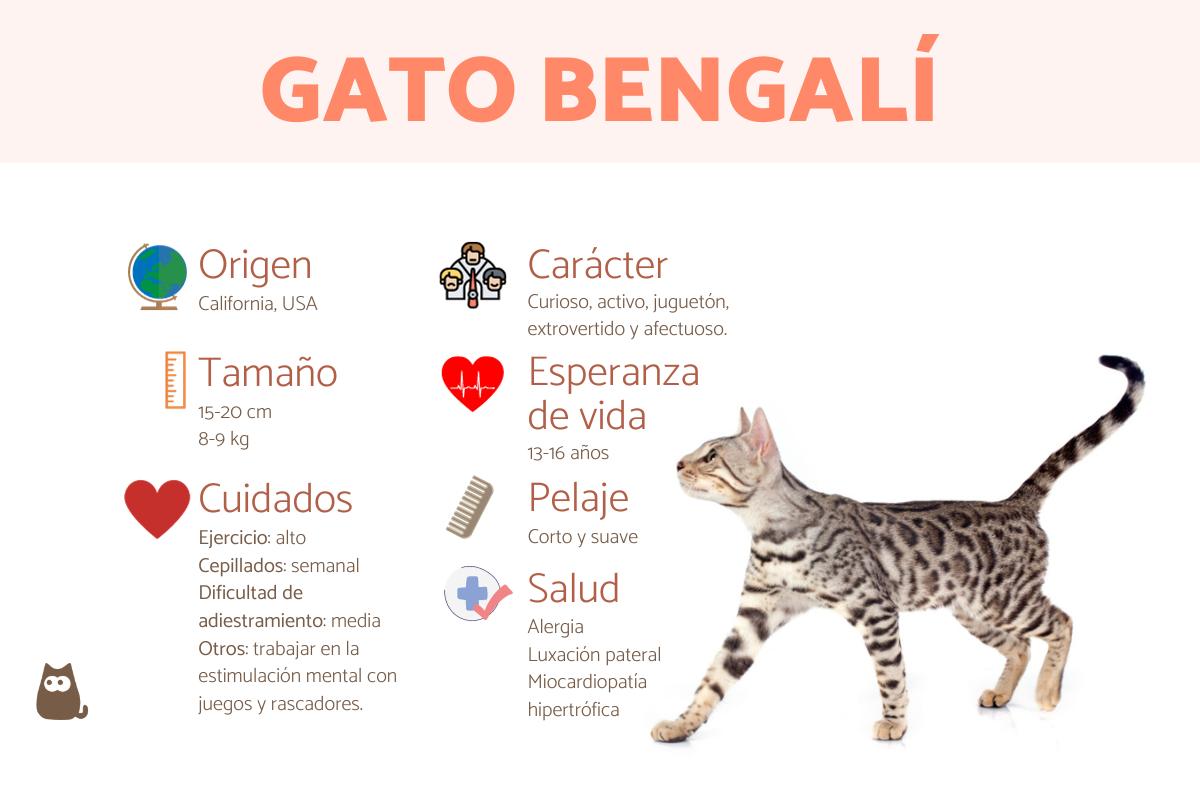 GATO BENGALÍ
Origen
California, USA
Tamaño
15-20 cm
8-9 kg
Cuidados
Ejercicio: alto
Cepillados: semanal
Dificultad de
adiestramiento: media
Otros: trabajar en la
estimulación mental con
juegos y rascadores.
Carácter
Curioso, activo, juguetón,
extrovertido y afectuoso.
Esperanza
de vida
13-16 años
Pelaje
Corto y suave
Salud
Alergia
Luxación pateral
Miocardiopatía
hipertrófica